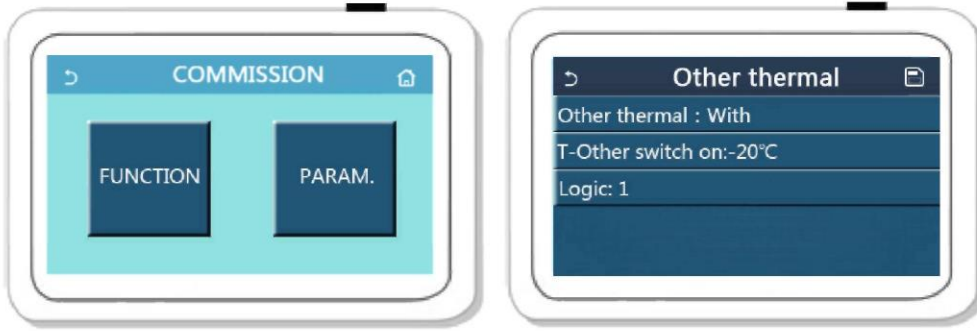 COMMISSION
FUNCTION
PARAM.
Other thermal
Other thermal : With
T-Other switch on:-20℃
Logic: 1